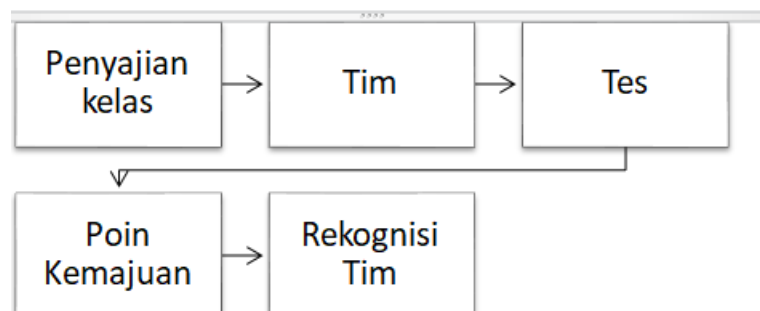 Penyajian
kelas
Tim
Tes
Poin
Kemajuan
Rekognisi
Tim